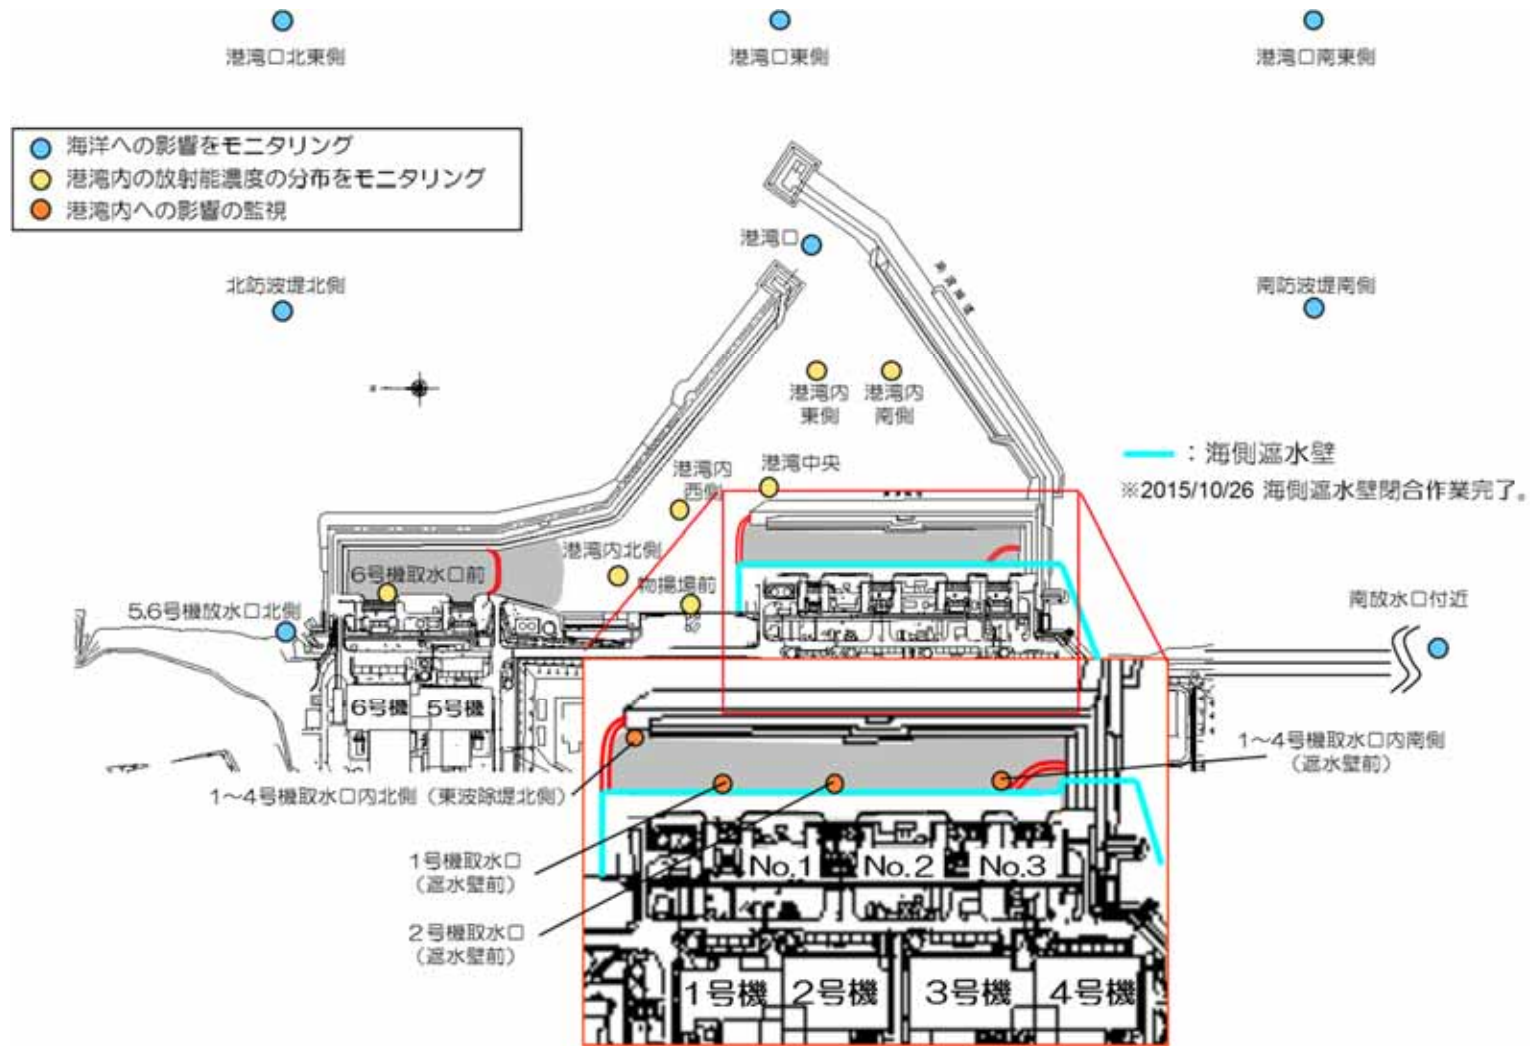 港湾口北東側
港湾口東側
港湾口南東側
海洋への影響をモニタリング
港湾内の放射能濃度の分布をモニタリング
港湾内への影響の監視
港湾口
北防波堤北側
南防波堤南側
港湾内
東側
港湾内
南側
：海側遮水壁
※2015/10/26 海側遮水壁閉合作業完了。
港湾中央
港湾内
西側
港湾内北側
6号機取水口前
物揚場前
5,6号機放水口北側
南放水口付近
6号機
5号機
1～4号機取水口内南側
（遮水壁前）
1～4号機取水口内北側（東波除堤北側）
1号機取水口
（遮水壁前）
No.1
No.2
No.3
2号機取水口
（遮水壁前）
1号機
2号機
3号機
4号機